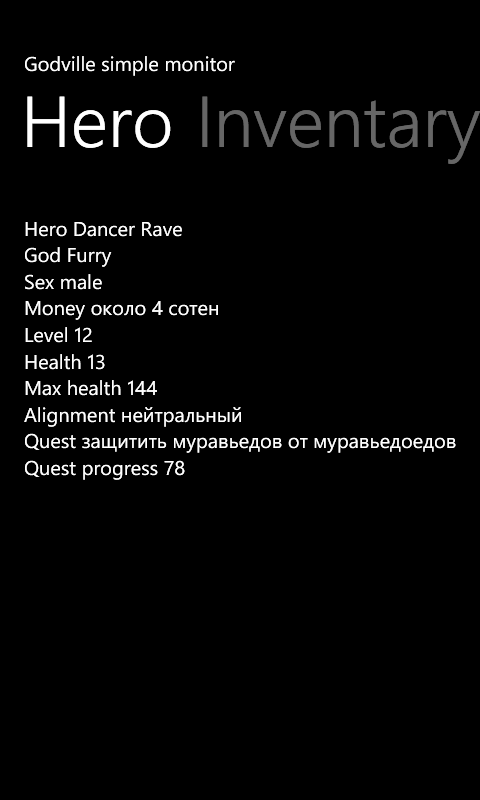 Godville simple monitor
Hero Inventary
Hero Dancer Rave
God Furry
Sex male
Money около 4 сотен
Level 12
Health 13
Max health 144
Alignment нейтральный
Quest защитить муравьедов от муравьедоедов
Quest progress 78